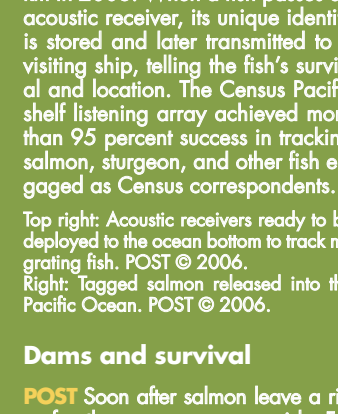 acoustic receiver, its unique identi
is stored and later transmitted to
visiting ship, telling the fish's survi
al and location. The Census Pacif
shelf listening array achieved mor
than 95 percent success in trackin
salmon, sturgeon, and other fish e
gaged as Census correspondents.
Top right: Acoustic receivers ready to b
deployed to the ocean bottom to track m
grating fish. POST © 2006.
Right: Tagged salmon released into th
Pacific Ocean. POST © 2006.
Dams and survival
POST Soon after salmon leave a ri